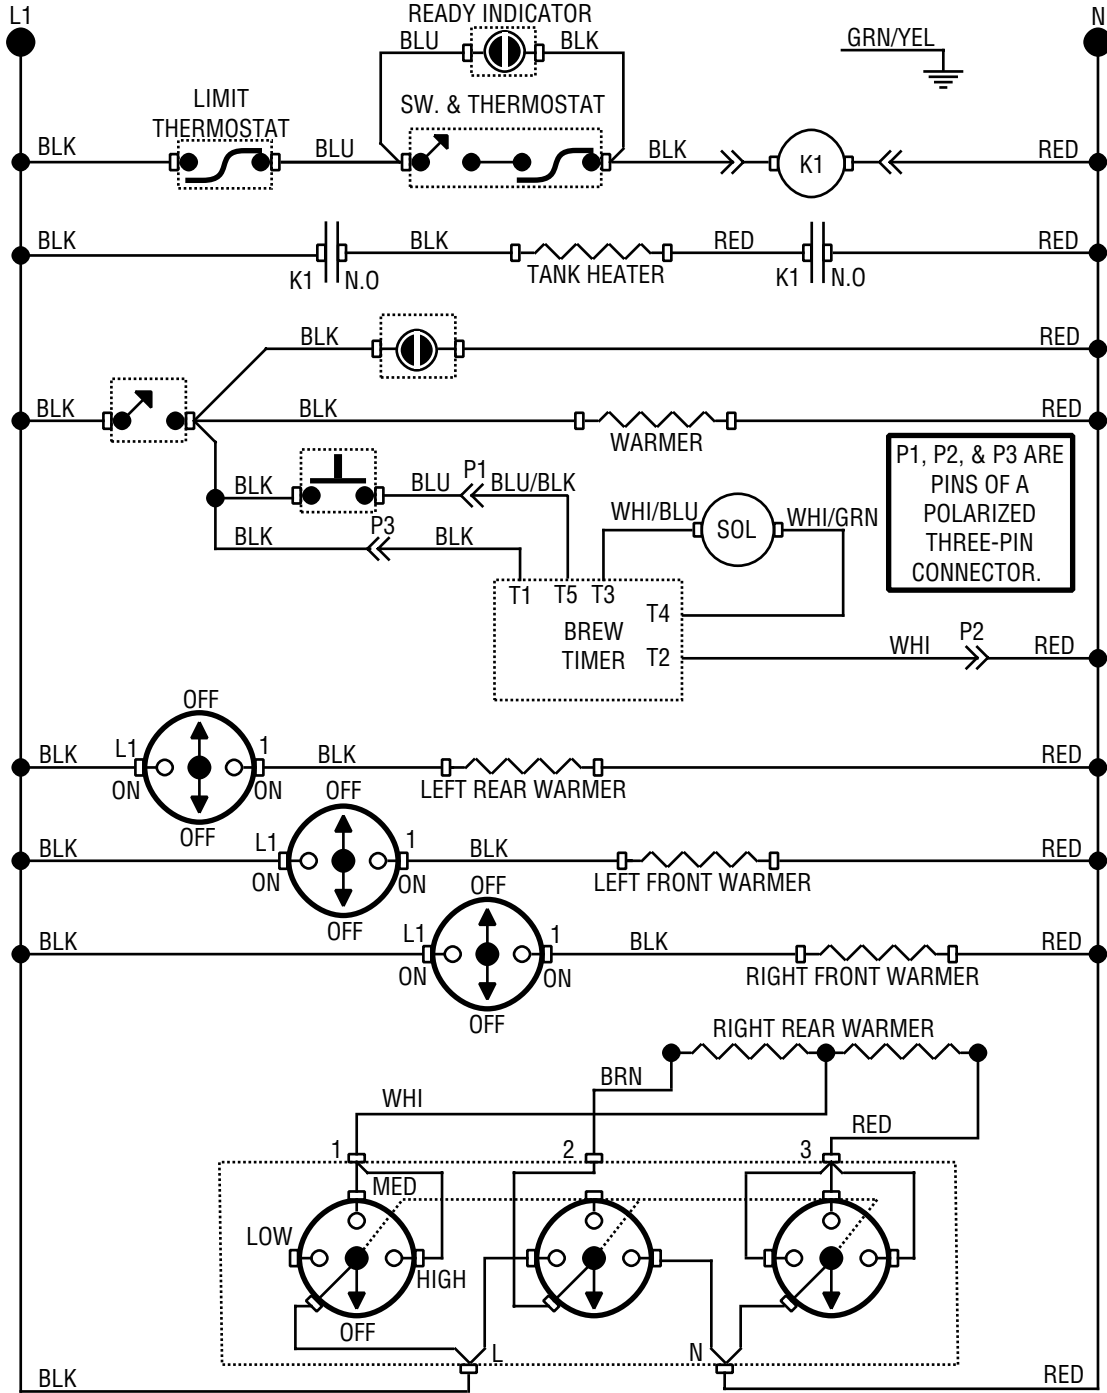 L1
READY INDICATOR
N
BLU
BLK
GRN/YEL
LIMIT
THERMOSTAT
SW. & THERMOSTAT
BLK
BLU
BLK
K1
RED
BLK
K1
N.O
BLK
TANK HEATER
RED
K1
N.O
RED
BLK
RED
BLK
BLK
WARMER
RED
P1, P2, & P3 ARE
PINS OF A
POLARIZED
THREE-PIN
CONNECTOR.
BLK
BLU
P1
BLU/BLK
BLK
P3
BLK
WHI/BLU
SOL
WHI/GRN
T1
T5
T3
T4
BREW
TIMER
T2
WHI
P2
RED
OFF
BLK
L1
1
BLK
RED
ON
ON
LEFT REAR WARMER
OFF
OFF
BLK
L1
1
BLK
RED
ON
ON
LEFT FRONT WARMER
OFF
OFF
BLK
L1
1
BLK
RED
ON
ON
RIGHT FRONT WARMER
OFF
RIGHT REAR WARMER
BRN
WHI
RED
1
2
3
MED
LOW
HIGH
OFF
L
N
BLK
RED